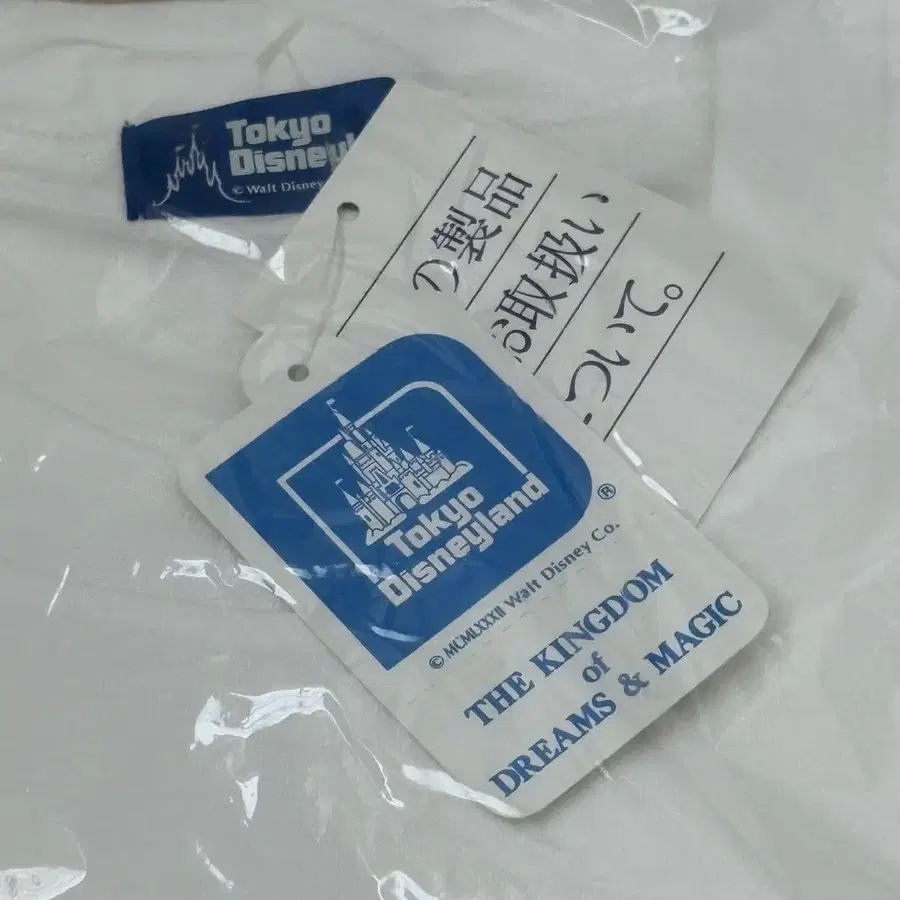 Tokyo
Disneyl
© Walt Disney
の製品
お取扱い
ついて。
Tokyo
Disneyland
®
© MCMLXXXII Walt Disney Co.
THE KINGDOM
of
DREAMS & MAGIC